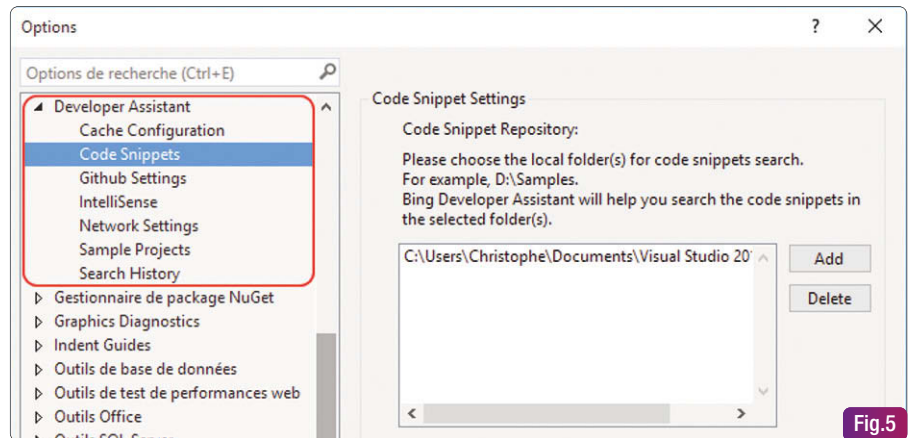 Options
?
Options de recherche (Ctrl+E)
Developer Assistant
Cache Configuration
Code Snippets
Github Settings
IntelliSense
Network Settings
Sample Projects
Search History
Gestionnaire de package NuGet
Graphics Diagnostics
Indent Guides
Outils de base de données
Outils de test de performances web
Outils Office
Outils SQL Server
Code Snippet Settings
Code Snippet Repository:
Please choose the local folder(s) for code snippets search.
For example, D:\Samples.
Bing Developer Assistant will help you search the code snippets in
the selected folder(s).
C:\Users\Christophe\Documents\Visual Studio 20
Add
Delete
Fig.5